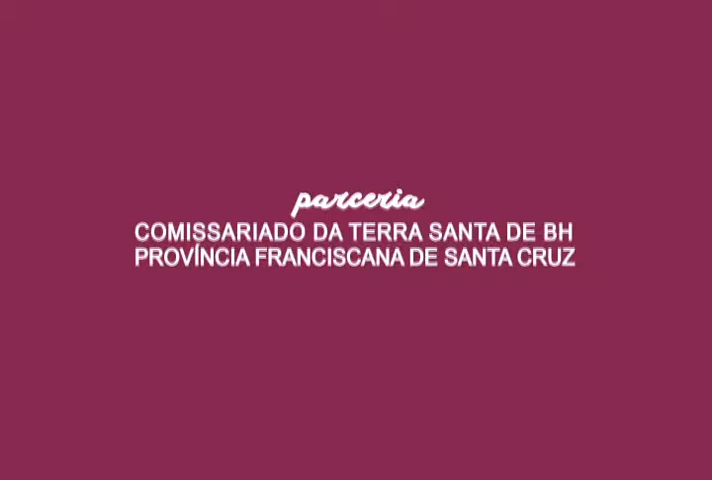 parceria
COMISSARIADO DA TERRA SANTA DE BH
PROVÍNCIA FRANCISCANA DE SANTA CRUZ